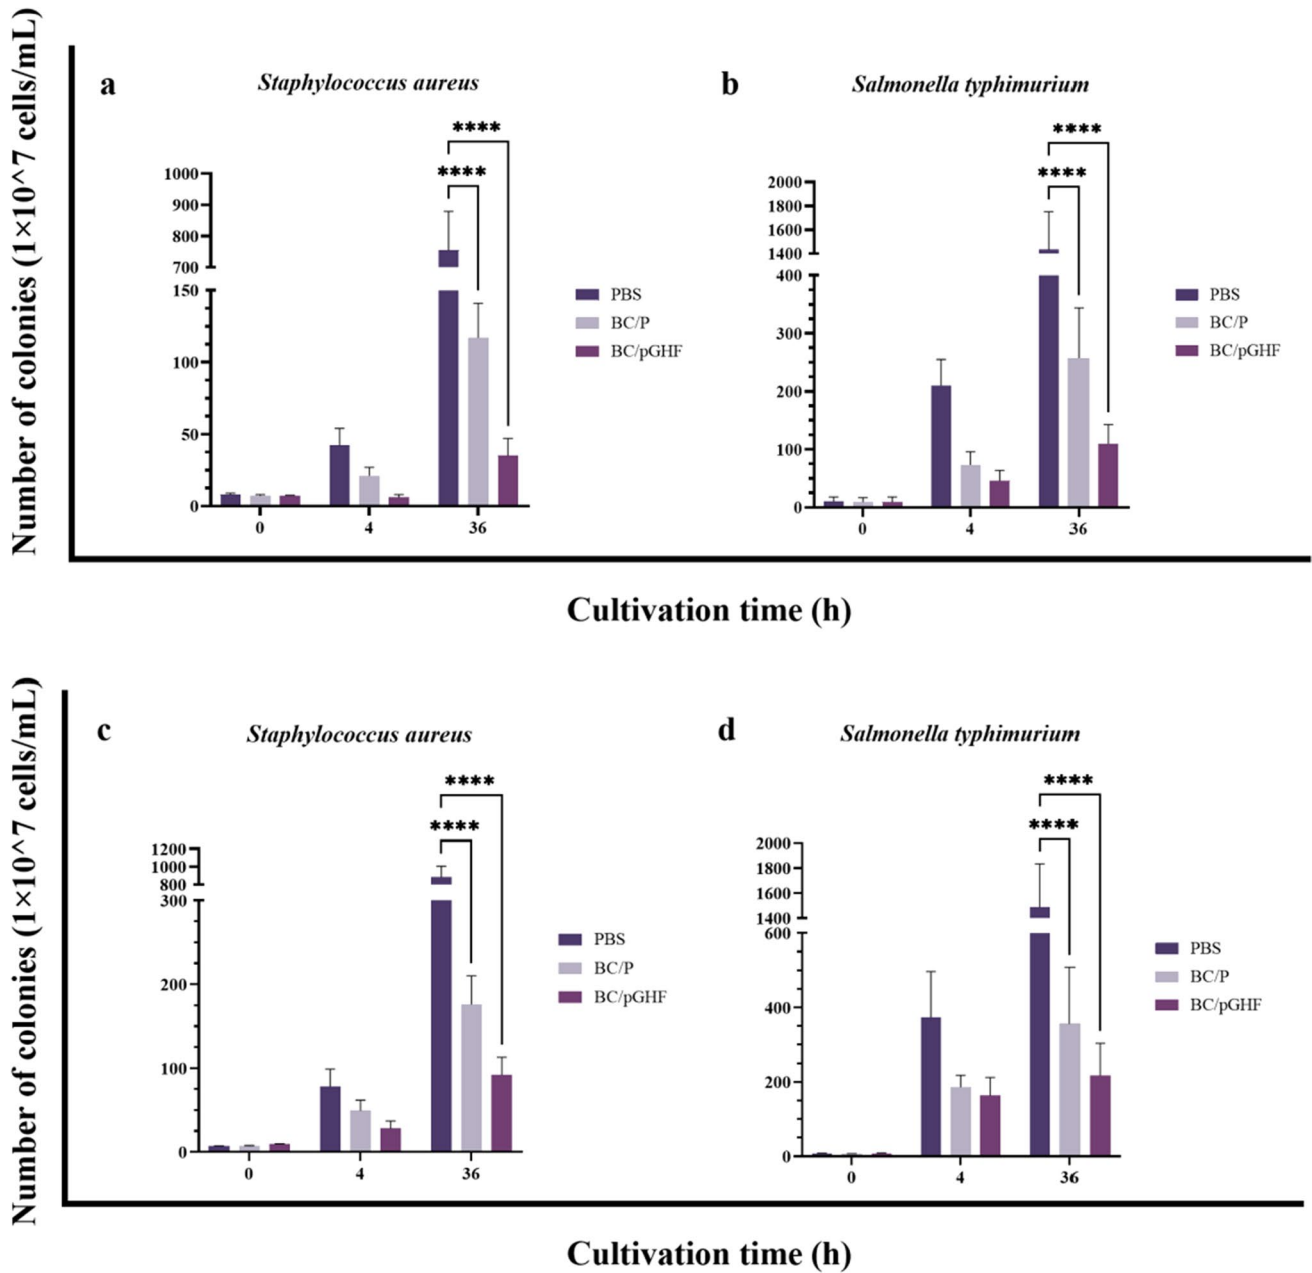 Number of colonies (1×10^7 cells/mL)
a
Staphylococcus aureus
****
****
1000
900
800
700
150
100
50
0
0 4 36
PBS
BC/P
BC/pGHF
b
Salmonella typhimurium
****
****
2000
1800
1600
1400
400
300
200
100
0
0 4 36
PBS
BC/P
BC/pGHF
Cultivation time (h)
Number of colonies (1×10^7 cells/mL)
c
Staphylococcus aureus
****
****
1200
1000
800
300
200
100
0
0 4 36
PBS
BC/P
BC/pGHF
d
Salmonella typhimurium
****
****
2000
1800
1600
1400
600
400
200
0
0 4 36
PBS
BC/P
BC/pGHF
Cultivation time (h)